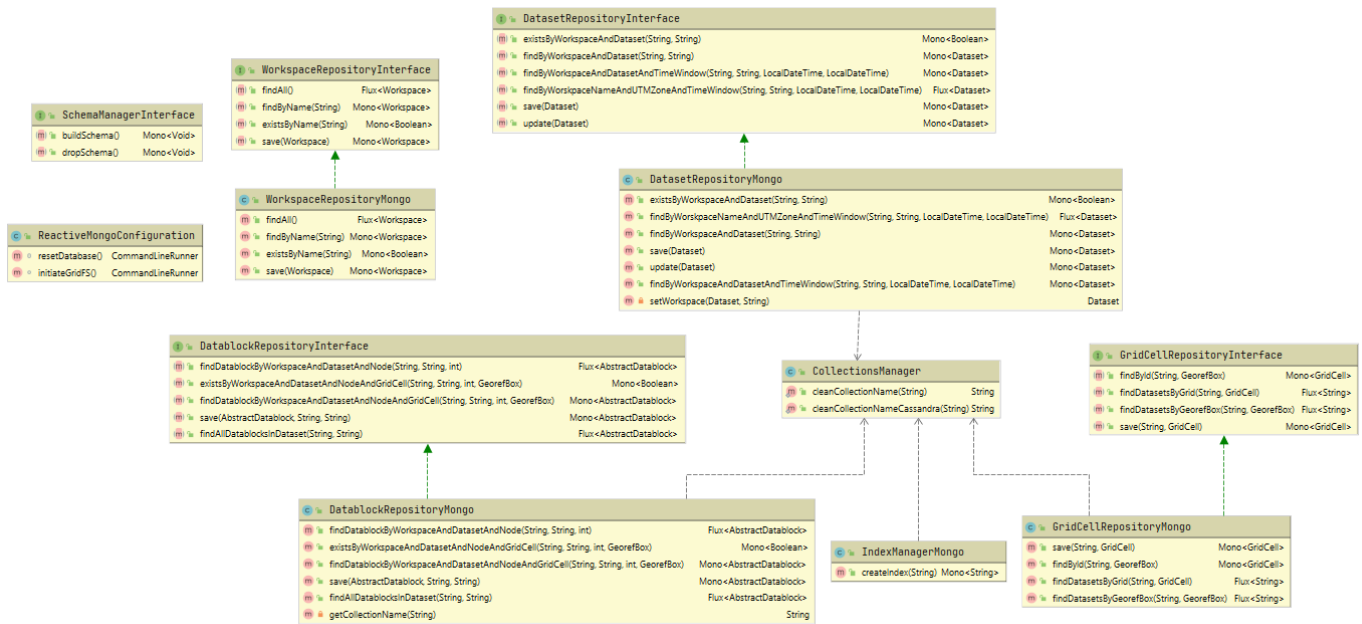 DatasetRepositoryInterface
existsByWorkspaceAndDataset(String, String) Mono<Boolean>
findByWorkspaceAndDataset(String, String) Mono<Dataset>
findByWorkspaceAndDatasetAndTimeWindow(String, String, LocalDateTime, LocalDateTime) Mono<Dataset>
findByWorskpaceNameAndUTMZoneAndTimeWindow(String, String, LocalDateTime, LocalDateTime) Flux<Dataset>
save(Dataset) Mono<Dataset>
update(Dataset) Mono<Dataset>
WorkspaceRepositoryInterface
findAll() Flux<Workspace>
findByName(String) Mono<Workspace>
existsByName(String) Mono<Boolean>
save(Workspace) Mono<Workspace>
SchemaManagerInterface
buildSchema() Mono<Void>
dropSchema() Mono<Void>
DatasetRepositoryMongo
existsByWorkspaceAndDataset(String, String) Mono<Boolean>
findByWorskpaceNameAndUTMZoneAndTimeWindow(String, String, LocalDateTime, LocalDateTime) Flux<Dataset>
findByWorkspaceAndDataset(String, String) Mono<Dataset>
save(Dataset) Mono<Dataset>
update(Dataset) Mono<Dataset>
findByWorkspaceAndDatasetAndTimeWindow(String, String, LocalDateTime, LocalDateTime) Mono<Dataset>
setWorkspace(Dataset, String) Dataset
WorkspaceRepositoryMongo
findAll() Flux<Workspace>
findByName(String) Mono<Workspace>
existsByName(String) Mono<Boolean>
save(Workspace) Mono<Workspace>
ReactiveMongoConfiguration
resetDatabase() CommandLineRunner
initiateGridFS() CommandLineRunner
DatablockRepositoryInterface
findDatablockByWorkspaceAndDatasetAndNode(String, String, int) Flux<AbstractDatablock>
existsByWorkspaceAndDatasetAndNodeAndGridCell(String, String, int, GeorefBox) Mono<Boolean>
findDatablockByWorkspaceAndDatasetAndNodeAndGridCell(String, String, int, GeorefBox) Mono<AbstractDatablock>
save(AbstractDatablock, String, String) Mono<AbstractDatablock>
findAllDatablocksInDataset(String, String) Flux<AbstractDatablock>
CollectionsManager
cleanCollectionName(String) String
cleanCollectionNameCassandra(String) String
GridCellRepositoryInterface
findById(String, GeorefBox) Mono<GridCell>
findDatasetsByGrid(String, GridCell) Flux<String>
findDatasetsByGeorefBox(String, GeorefBox) Flux<String>
save(String, GridCell) Mono<GridCell>
DatablockRepositoryMongo
findDatablockByWorkspaceAndDatasetAndNode(String, String, int) Flux<AbstractDatablock>
existsByWorkspaceAndDatasetAndNodeAndGridCell(String, String, int, GeorefBox) Mono<Boolean>
findDatablockByWorkspaceAndDatasetAndNodeAndGridCell(String, String, int, GeorefBox) Mono<AbstractDatablock>
save(AbstractDatablock, String, String) Mono<AbstractDatablock>
findAllDatablocksInDataset(String, String) Flux<AbstractDatablock>
getCollectionName(String) String
IndexManagerMongo
createIndex(String) Mono<String>
GridCellRepositoryMongo
save(String, GridCell) Mono<GridCell>
findById(String, GeorefBox) Mono<GridCell>
findDatasetsByGrid(String, GridCell) Flux<String>
findDatasetsByGeorefBox(String, GeorefBox) Flux<String>